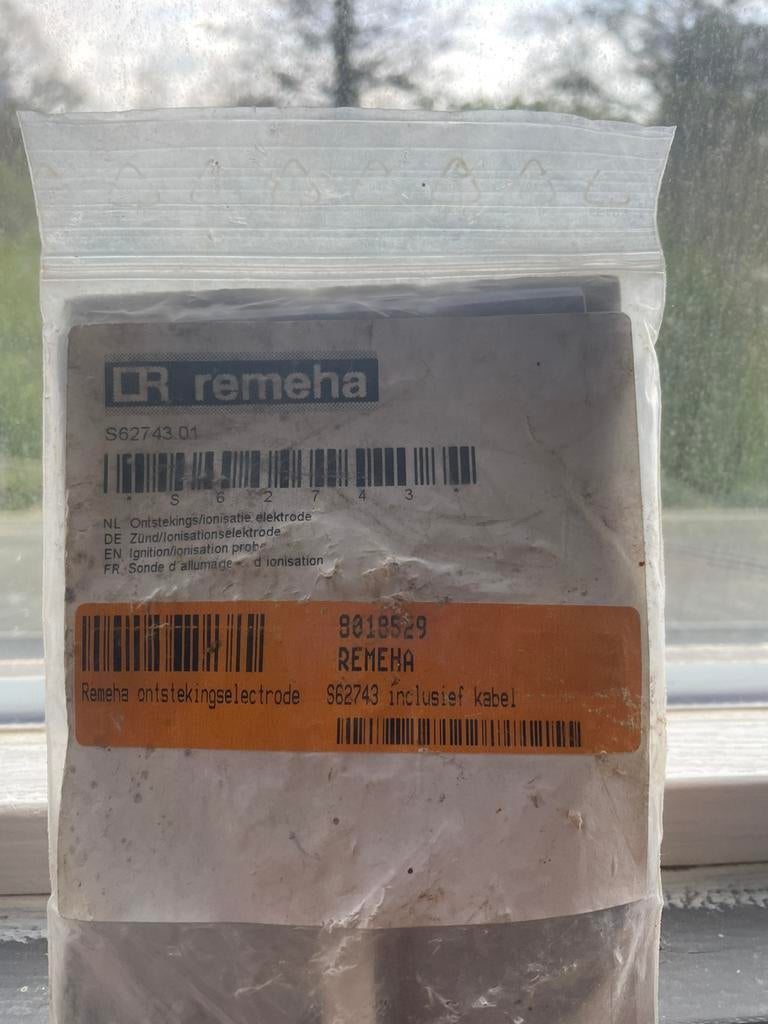 remeha
S62743.01
* S 6 2 7 4 3 *
NL Ontstekings/ionisatie elektrode
DE Zünd/Ionisationselektrode
EN Ignition/ionisation probe
FR Sonde d'allumage d'ionisation
8018529
REMEHA
Remeha ontstekingselectrode S62743 inclusief kabel